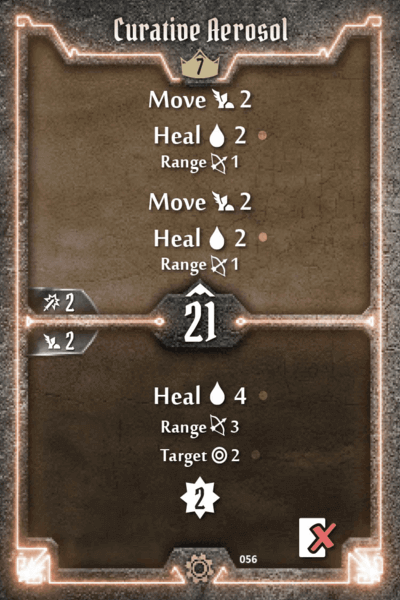 Curative Aerosol
7
Move 2
Heal 2
Range 1
Move 2
Heal 2
Range 1
2
21
2
Heal 4
Range 3
Target 2
2
056